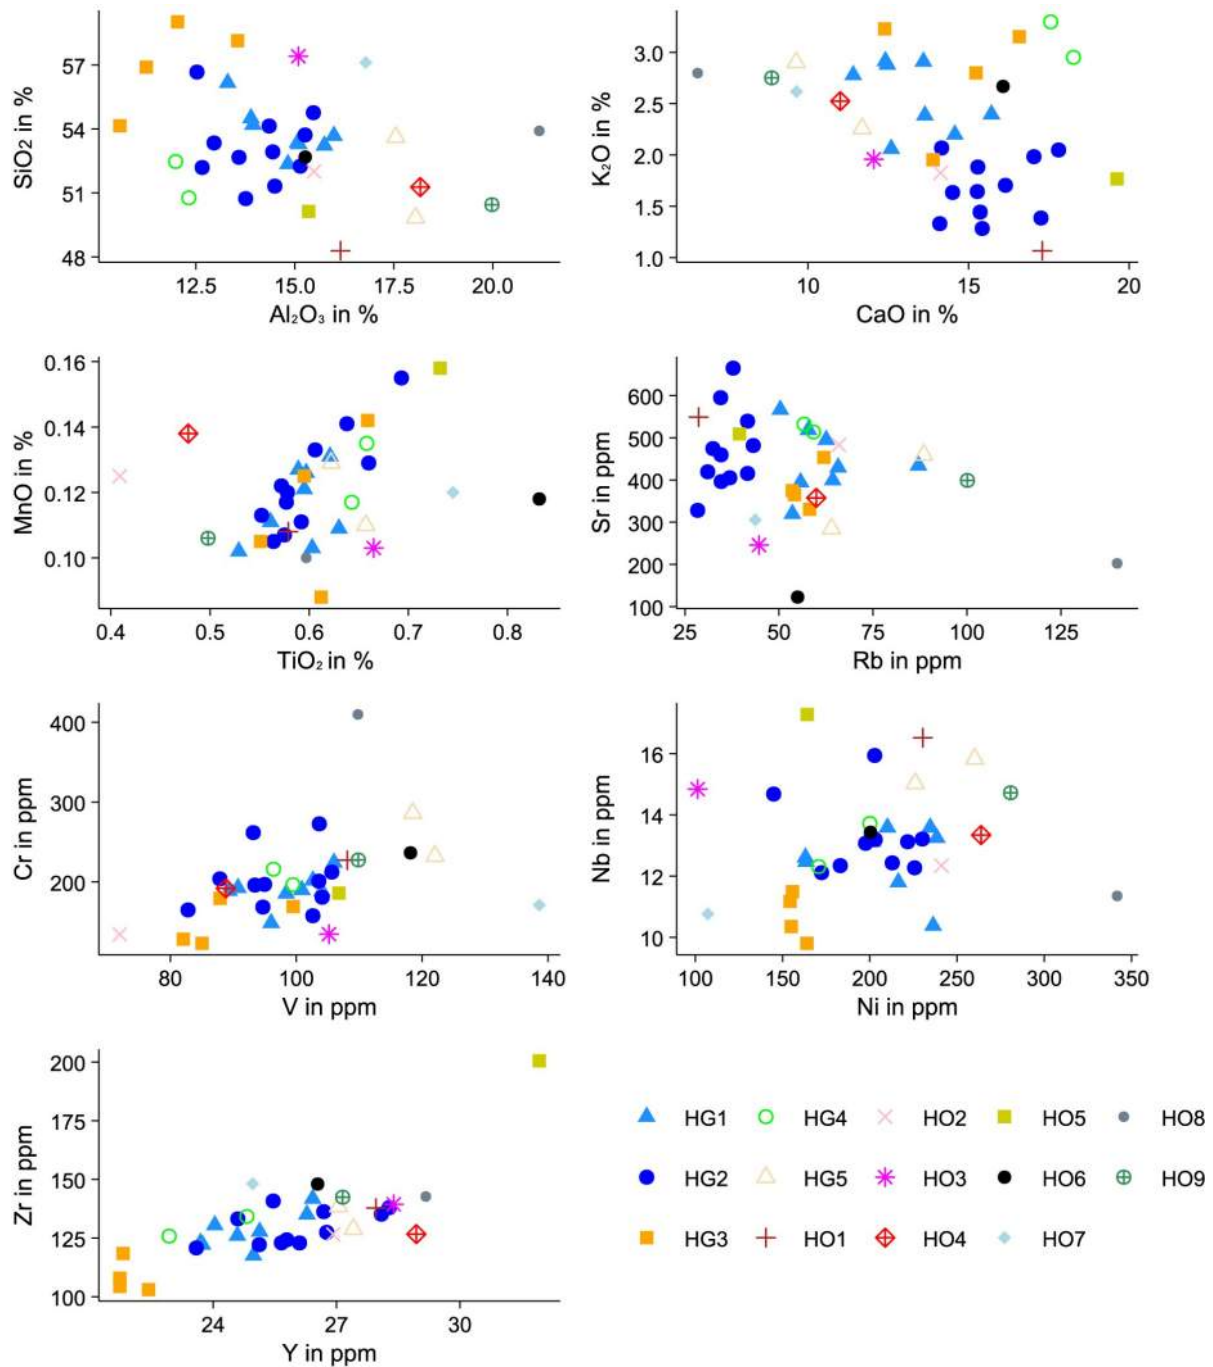 57
54
51
48
SiO₂ in %
12.5 15.0 17.5 20.0
Al₂O₃ in %
3.0
2.5
2.0
1.5
1.0
K₂O in %
10 15 20
CaO in %
0.16
0.14
0.12
0.10
MnO in %
0.4 0.5 0.6 0.7 0.8
TiO₂ in %
600
500
400
300
200
100
Sr in ppm
25 50 75 100 125
Rb in ppm
400
300
200
Cr in ppm
80 100 120 140
V in ppm
16
14
12
10
Nb in ppm
100 150 200 250 300 350
Ni in ppm
200
175
150
125
100
Zr in ppm
24 27 30
Y in ppm
HG1 HG4 HO2 HO5 HO8
HG2 HG5 HO3 HO6 HO9
HG3 HO1 HO4 HO7